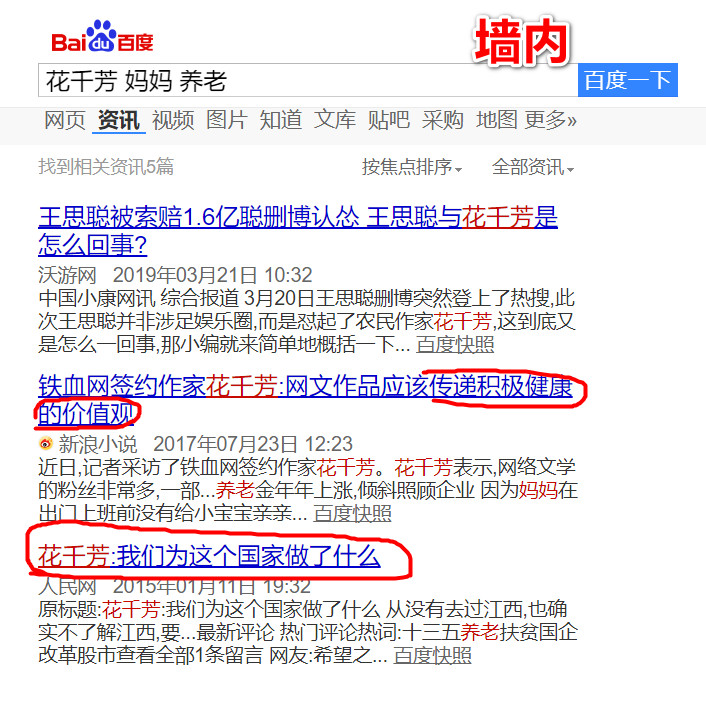 Bai du 百度
墙内
花千芳 妈妈 养老
百度一下
网页 资讯 视频 图片 知道 文库 贴吧 采购 地图 更多»
找到相关资讯5篇 按焦点排序 全部资讯
王思聪被索赔1.6亿聪删博认怂 王思聪与花千芳是
怎么回事?
沃游网 2019年03月21日 10:32
中国小康网讯 综合报道 3月20日王思聪删博突然登上了热搜,此
次王思聪并非涉足娱乐圈,而是怼起了农民作家花千芳,这到底又
是怎么一回事,那小编就来简单地概括一下... 百度快照
铁血网签约作家花千芳:网文作品应该传递积极健康
的价值观
新浪小说 2017年07月23日 12:23
近日,记者采访了铁血网签约作家花千芳。花千芳表示,网络文学
的粉丝非常多,一部...养老金年年上涨,倾斜照顾企业 因为妈妈在
出门上班前没有给小宝宝亲亲... 百度快照
花千芳:我们为这个国家做了什么
人民网 2015年01月11日 19:32
原标题:花千芳:我们为这个国家做了什么 从没有去过江西,也确
实不了解江西,要...最新评论 热门评论热词:十三五养老扶贫国企
改革股市查看全部1条留言 网友:希望之... 百度快照